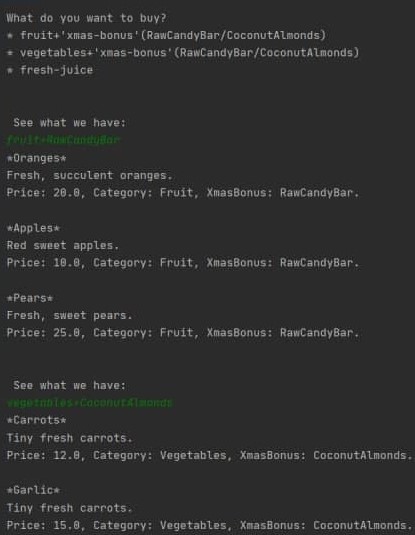 What do you want to buy?
* fruit+'xmas-bonus'(RawCandyBar/CoconutAlmonds)
* vegetables+'xmas-bonus'(RawCandyBar/CoconutAlmonds)
* fresh-juice
See what we have:
fruit+RawCandyBar
*Oranges*
Fresh, succulent oranges.
Price: 20.0, Category: Fruit, XmasBonus: RawCandyBar.
*Apples*
Red sweet apples.
Price: 10.0, Category: Fruit, XmasBonus: RawCandyBar.
*Pears*
Fresh, sweet pears.
Price: 25.0, Category: Fruit, XmasBonus: RawCandyBar.
See what we have:
vegetables+CoconutAlmonds
*Carrots*
Tiny fresh carrots.
Price: 12.0, Category: Vegetables, XmasBonus: CoconutAlmonds.
*Garlic*
Tiny fresh carrots.
Price: 15.0, Category: Vegetables, XmasBonus: CoconutAlmonds.